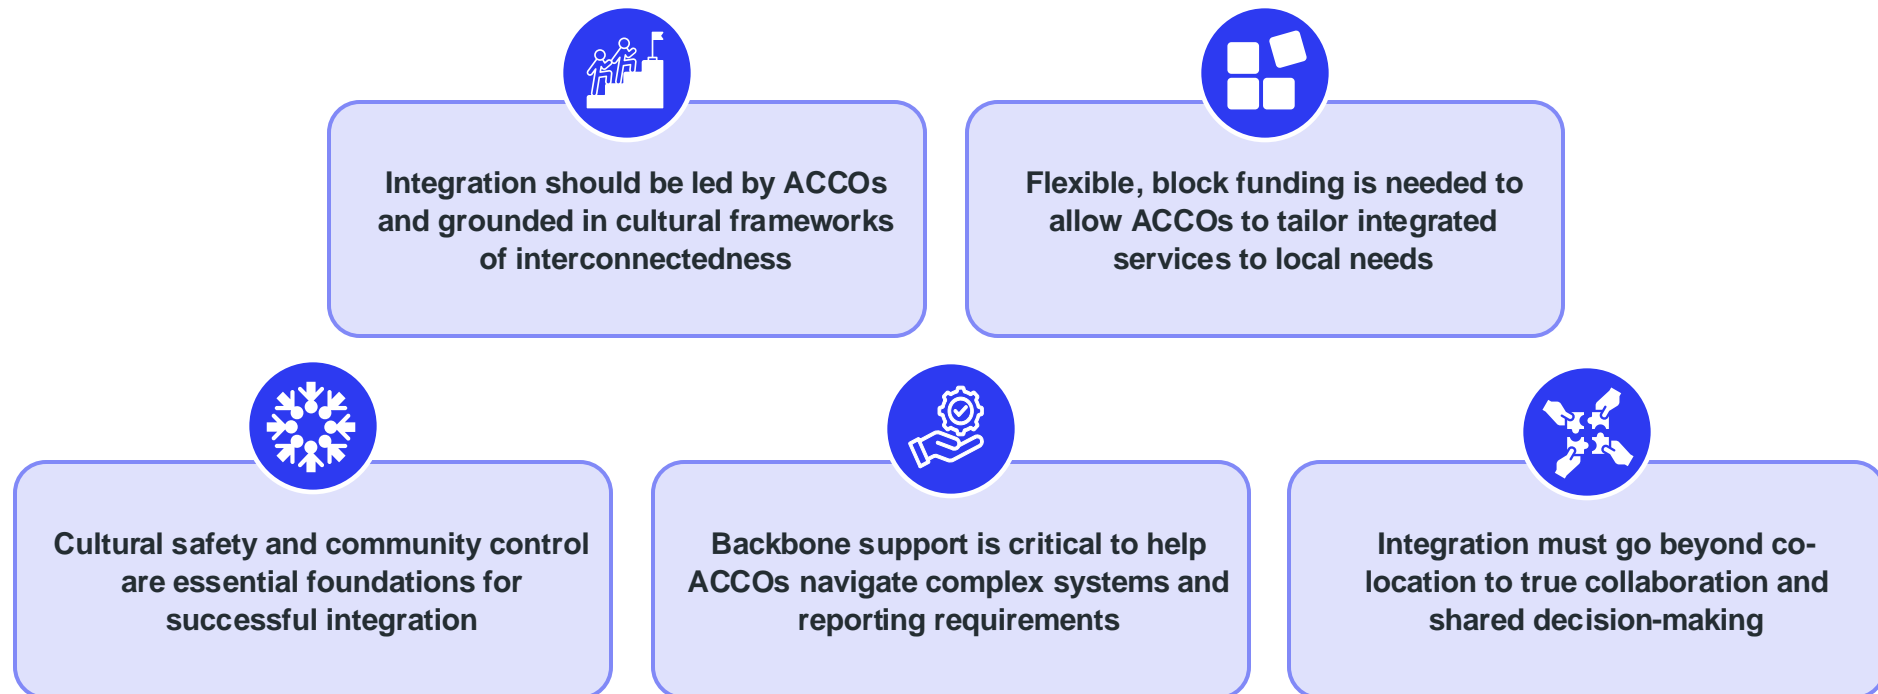 Integration should be led by ACCOs
and grounded in cultural frameworks
of interconnectedness
Flexible, block funding is needed to
allow ACCOs to tailor integrated
services to local needs
Cultural safety and community control
are essential foundations for
successful integration
Backbone support is critical to help
ACCOs navigate complex systems and
reporting requirements
Integration must go beyond co-
location to true collaboration and
shared decision-making